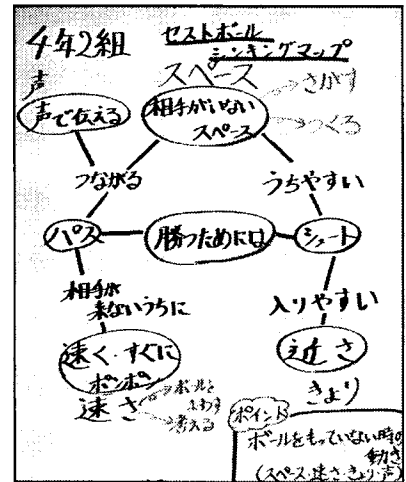 4年2組
セストボール
シンキングマップ
声
スペース
声で伝える
相手がいない
スペース
さがす
つくる
つながる
うちやすい
パス
勝つためには
シュート
相手が
来ないうちに
入りやすい
速く・すぐに
ポンポン
近さ
速さ
ボールと
考える
きょり
ポイント
ボールをもっていない時の
動き
(スペース・速さ・きょり・声)